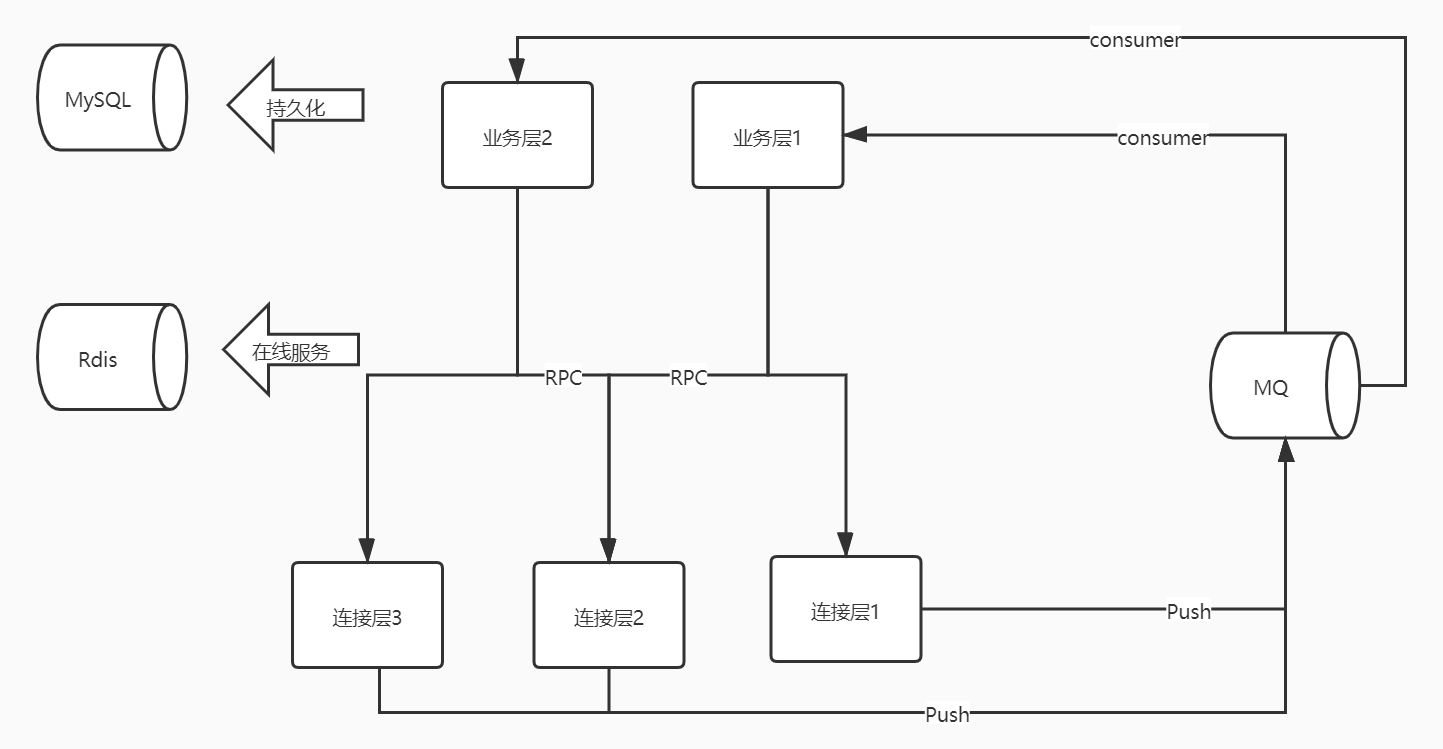 consumer
MySQL
持久化
业务层2
业务层1
consumer
Rdis
在线服务
RPC
RPC
MQ
连接层3
连接层2
连接层1
Push
Push